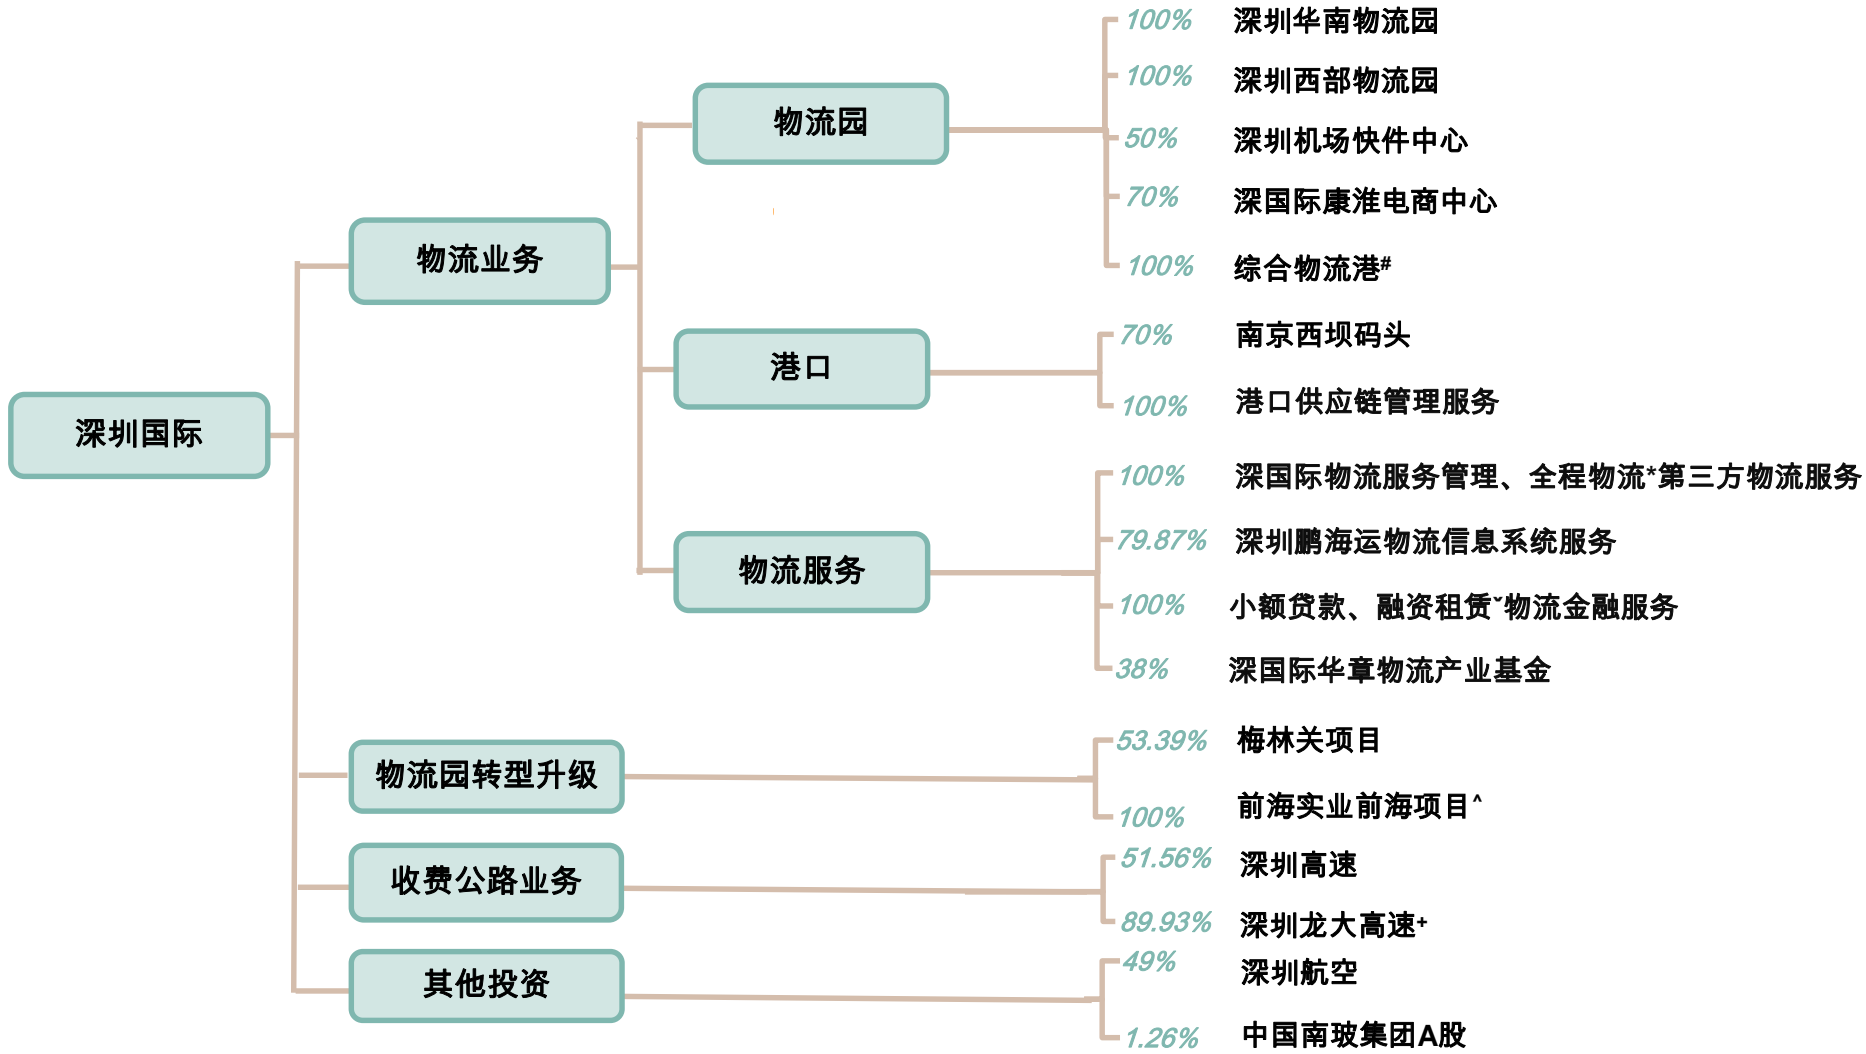 100% 深圳华南物流园
100% 深圳西部物流园
物流园
50% 深圳机场快件中心
70% 深国际康淮电商中心
物流业务
100% 综合物流港#
70% 南京西坝码头
港口
100% 港口供应链管理服务
深圳国际
100% 深国际物流服务管理、全程物流*第三方物流服务
79.87% 深圳鹏海运物流信息系统服务
物流服务
100% 小额贷款、融资租赁ˇ物流金融服务
38% 深国际华章物流产业基金
53.39% 梅林关项目
物流园转型升级
100% 前海实业前海项目^
51.56% 深圳高速
收费公路业务
89.93% 深圳龙大高速+
49% 深圳航空
其他投资
1.26% 中国南玻集团A股